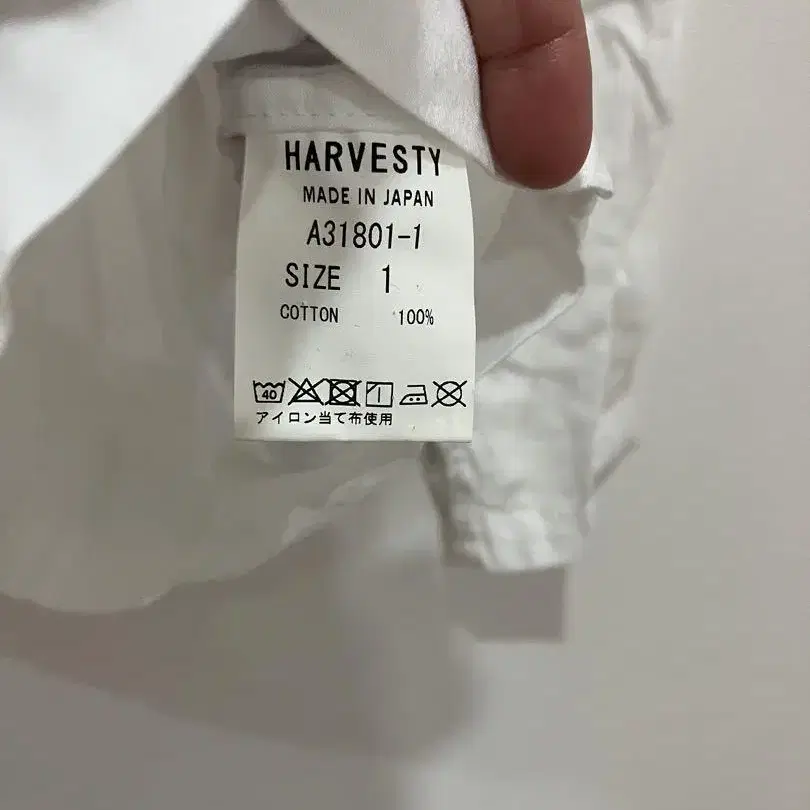 HARVESTY
MADE IN JAPAN
A31801-1
SIZE 1
COTTON 100%
40
アイロン当て布使用